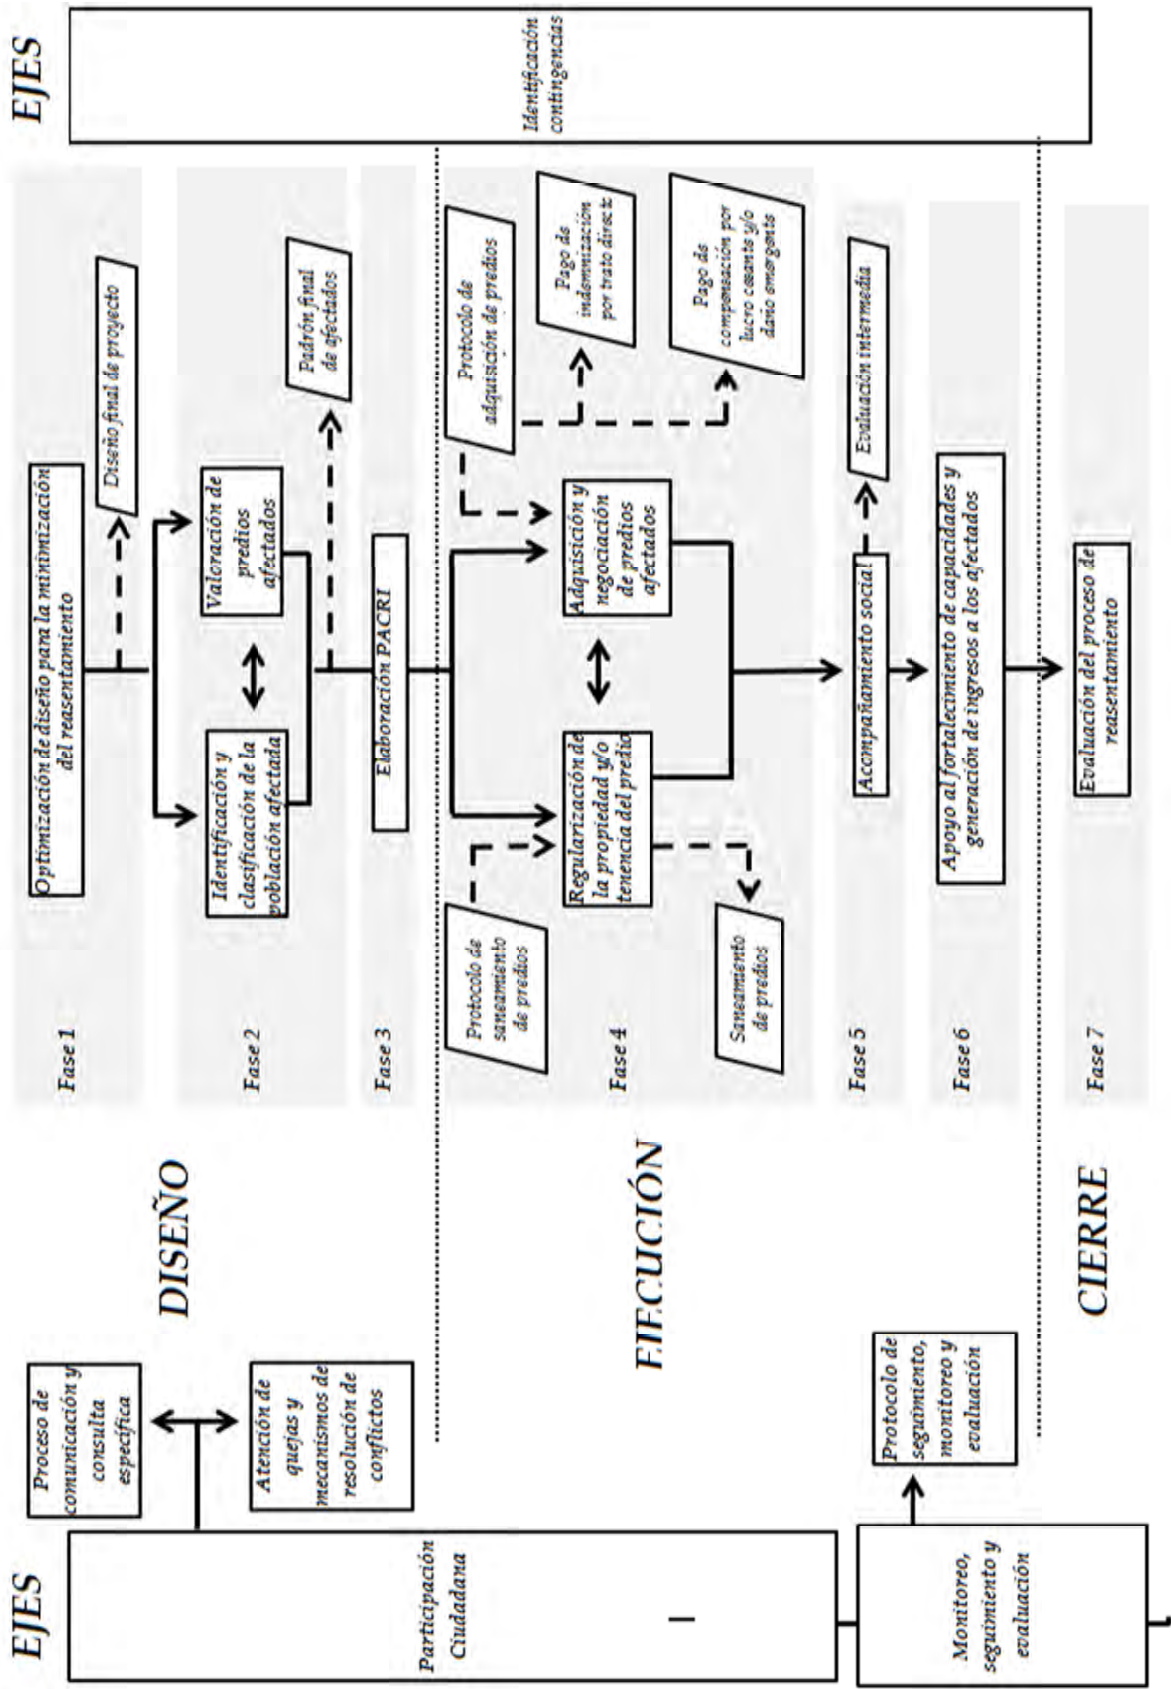 EJES
EJES
Proceso de
comunicación y
consulta
específica
Atención de
quejas y
mecanismos de
resolución de
conflictos
Participación
Ciudadana
Monitoreo,
seguimiento y
evaluación
Protocolo de
seguimiento,
monitoreo y
evaluación
DISEÑO
EJECUCIÓN
CIERRE
Fase 1
Optimización de diseño para la minimización
del reasentamiento
Diseño final de proyecto
Fase 2
Identificación y
clasificación de la
población afectada
Valoración de
predios
afectados
Padrón final
de afectados
Fase 3
Elaboración PACRI
Fase 4
Protocolo de
saneamiento
de predios
Regularización de
la propiedad y/o
tenencia del predio
Saneamiento
de predios
Protocolo de
adquisición de predios
Adquisición y
negociación
de predios
afectados
Pago de
indemnización
por trato directo
Pago de
compensación por
lucro cesante y/o
daño emergente
Fase 5
Acompañamiento social
Evaluación intermedia
Fase 6
Apoyo al fortalecimiento de capacidades y
generación de ingresos a los afectados
Fase 7
Evaluación del proceso de
reasentamiento
Identificación
contingencias